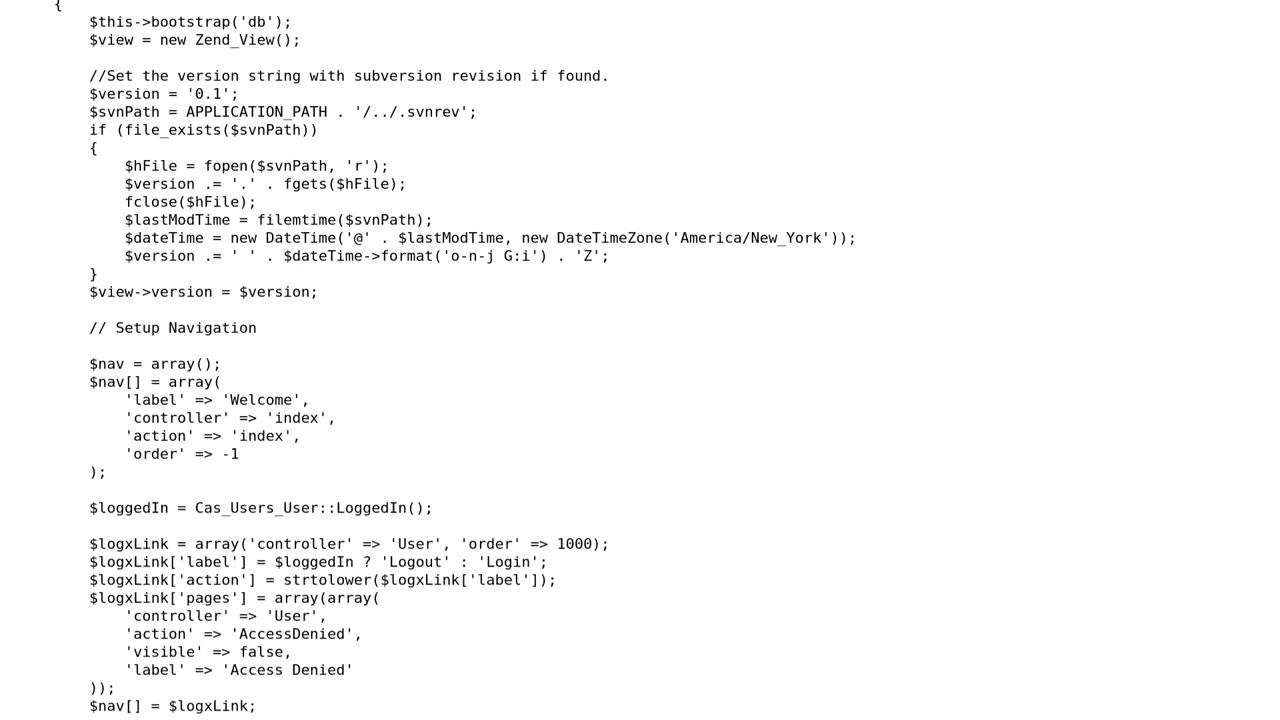 {
$this->bootstrap('db');
$view = new Zend_View();
//Set the version string with subversion revision if found.
$version = '0.1';
$svnPath = APPLICATION_PATH . '/../.svnrev';
if (file_exists($svnPath))
{
$hFile = fopen($svnPath, 'r');
$version .= '.' . fgets($hFile);
fclose($hFile);
$lastModTime = filemtime($svnPath);
$dateTime = new DateTime('@' . $lastModTime, new DateTimeZone('America/New_York'));
$version .= ' ' . $dateTime->format('o-n-j G:i') . 'Z';
}
$view->version = $version;
// Setup Navigation
$nav = array();
$nav[] = array(
'label' => 'Welcome',
'controller' => 'index',
'action' => 'index',
'order' => -1
);
$loggedIn = Cas_Users_User::LoggedIn();
$logxLink = array('controller' => 'User', 'order' => 1000);
$logxLink['label'] = $loggedIn ? 'Logout' : 'Login';
$logxLink['action'] = strtolower($logxLink['label']);
$logxLink['pages'] = array(array(
'controller' => 'User',
'action' => 'AccessDenied',
'visible' => false,
'label' => 'Access Denied'
));
$nav[] = $logxLink;